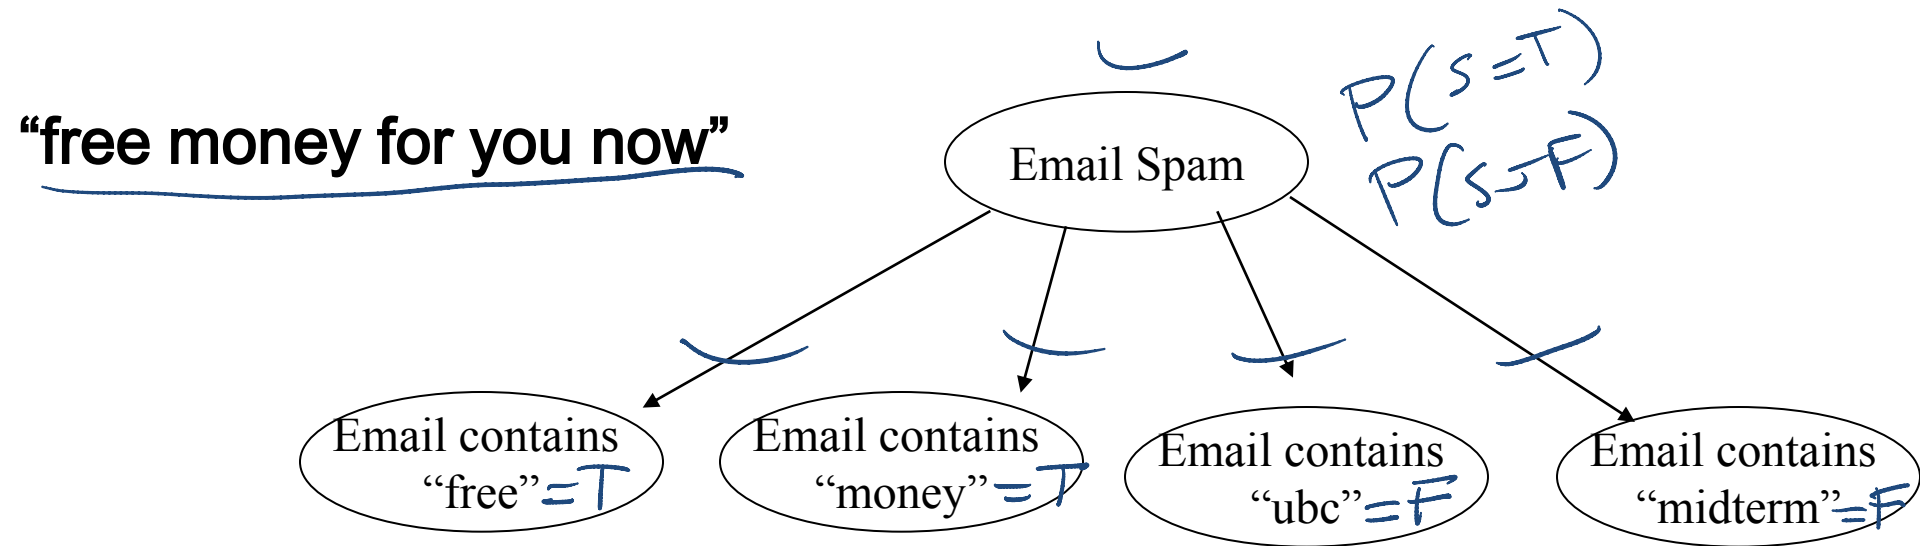 “free money for you now”
Email Spam
P(S=T)
P(S=F)
Email contains
“free”=T
Email contains
“money”=T
Email contains
“ubc”=F
Email contains
“midterm”=F